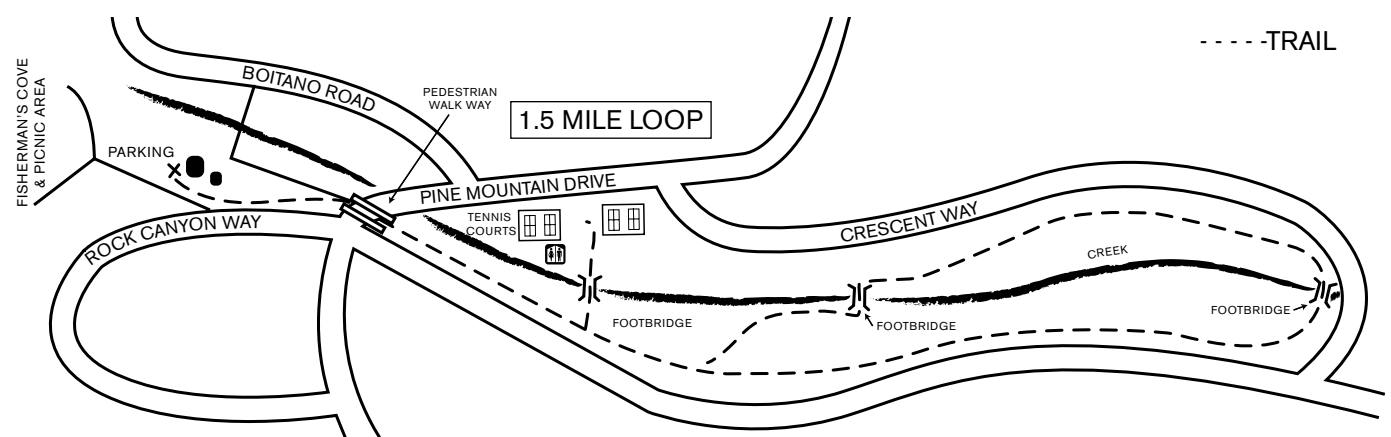 TRAIL
FISHERMAN'S COVE
& PICNIC AREA
BOITANO ROAD
PEDESTRIAN
WALK WAY
1.5 MILE LOOP
PARKING
PINE MOUNTAIN DRIVE
TENNIS
COURTS
ROCK CANYON WAY
CRESCENT WAY
CREEK
FOOTBRIDGE
FOOTBRIDGE
FOOTBRIDGE